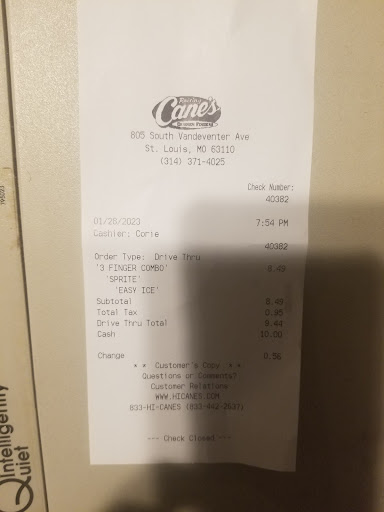 Raising
Cane's
CHICKEN FINGERS
805 South Vandeventer Ave
St. Louis, MO 63110
(314) 371-4025
Check Number:
40382
01/28/2023 7:54 PM
Cashier: Corie
40382
Order Type: Drive Thru
'3 FINGER COMBO' 8.49
'SPRITE'
'EASY ICE'
Subtotal 8.49
Total Tax 0.95
Drive Thru Total 9.44
Cash 10.00
Change 0.56
* * Customer's Copy * *
Questions or Comments?
Customer Relations
WWW.HICANES.COM
833-HI-CANES (833-442-2637)
--- Check Closed ---
Intelligently
Quiet